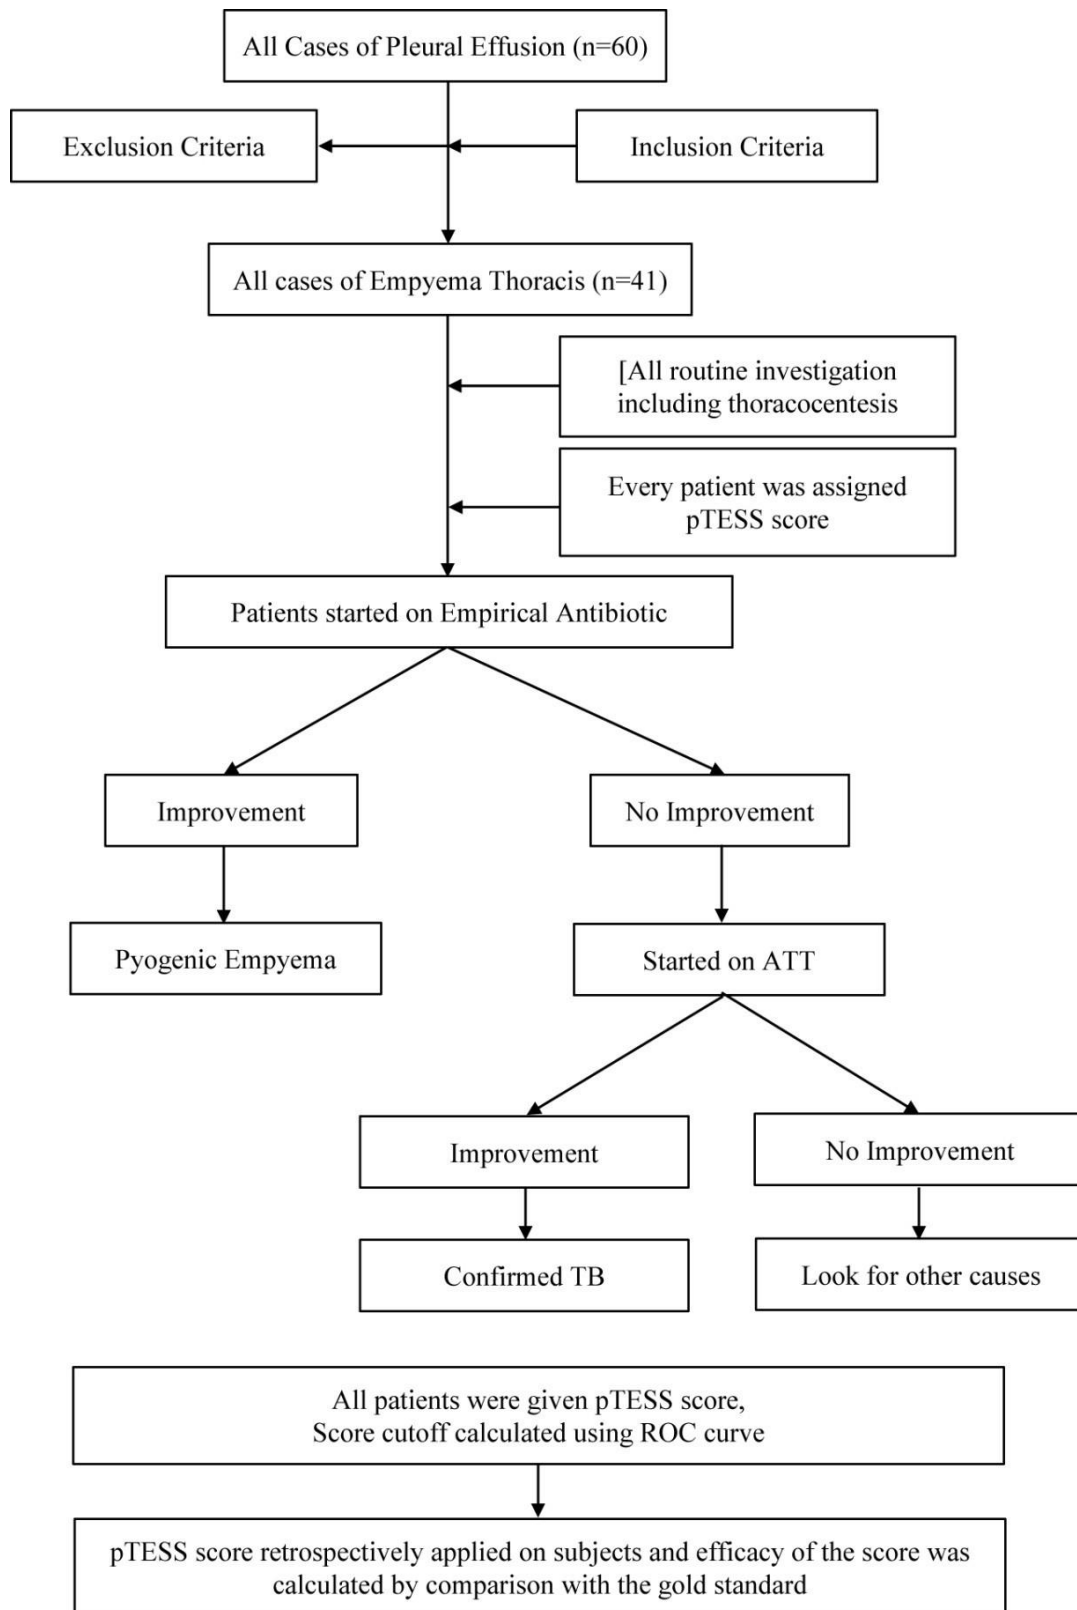 All Cases of Pleural Effusion (n=60)
Exclusion Criteria
Inclusion Criteria
All cases of Empyema Thoracis (n=41)
[All routine investigation
including thoracocentesis
Every patient was assigned
pTESS score
Patients started on Empirical Antibiotic
Improvement
No Improvement
Pyogenic Empyema
Started on ATT
Improvement
No Improvement
Confirmed TB
Look for other causes
All patients were given pTESS score,
Score cutoff calculated using ROC curve
pTESS score retrospectively applied on subjects and efficacy of the score was
calculated by comparison with the gold standard